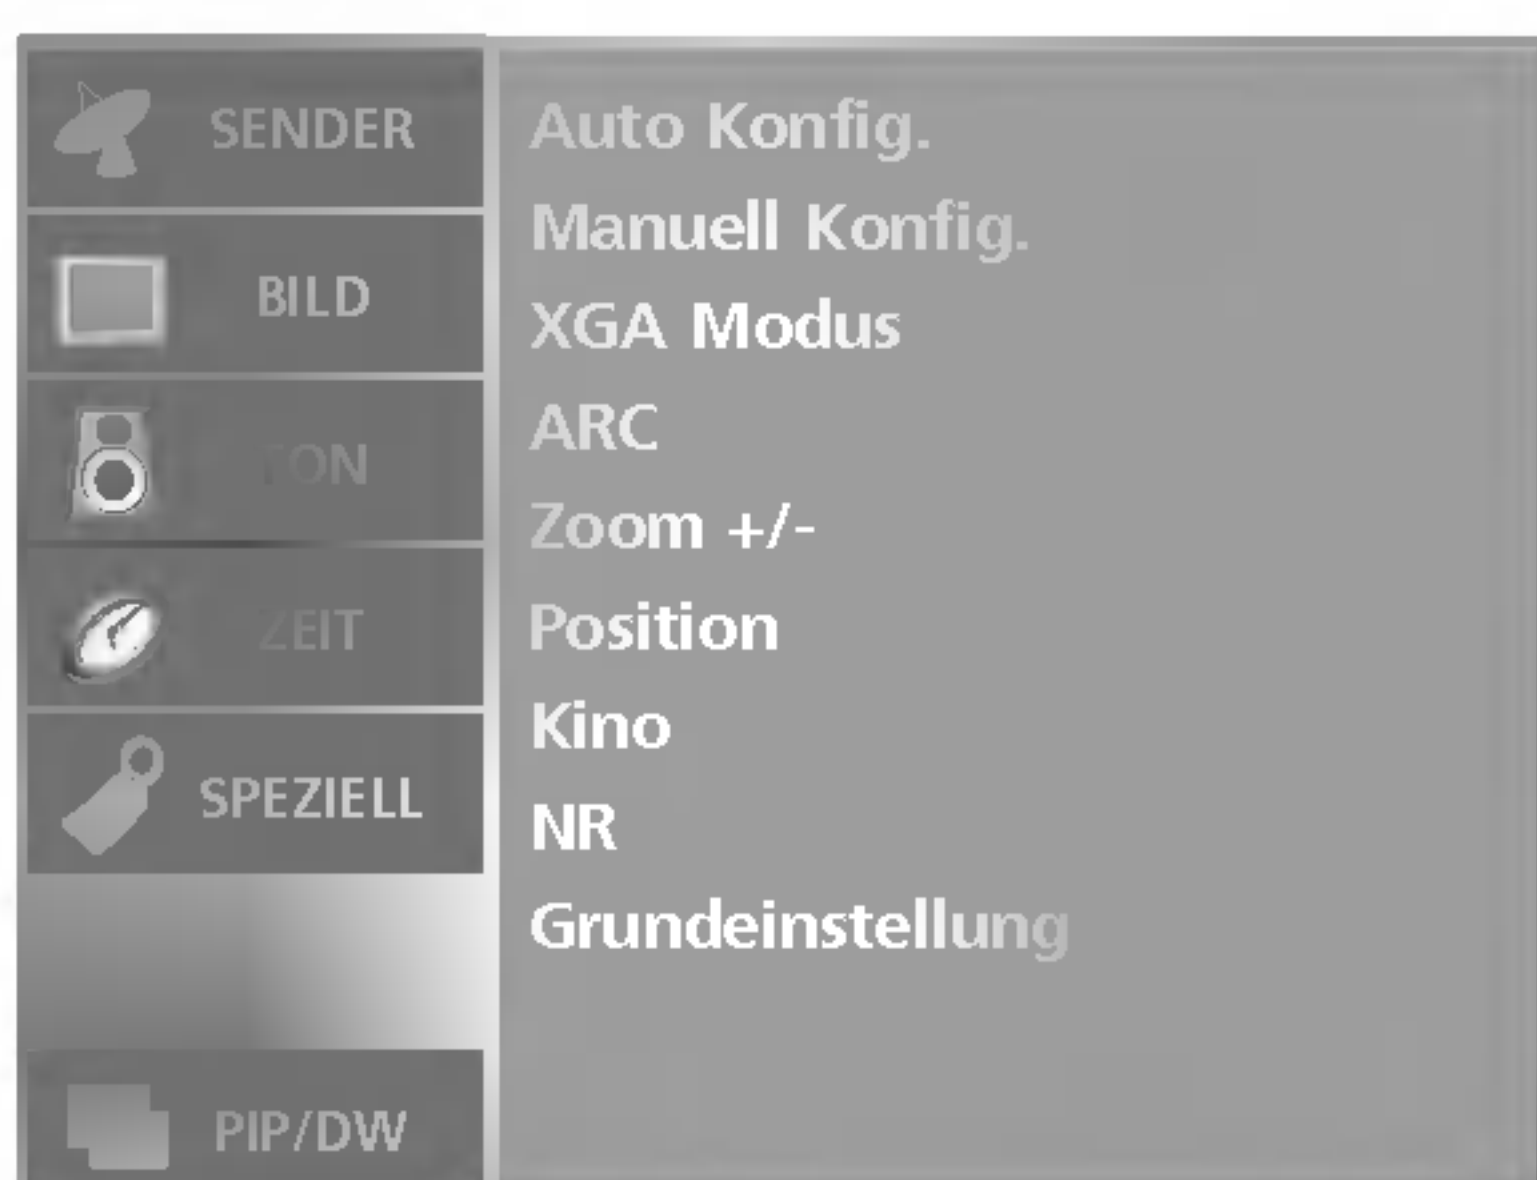 SENDER
BILD
TON
ZEIT
SPEZIELL
PIP/DW
Auto Konfig.
Manuell Konfig.
XGA Modus
ARC
Zoom +/-
Position
Kino
NR
Grundeinstellung